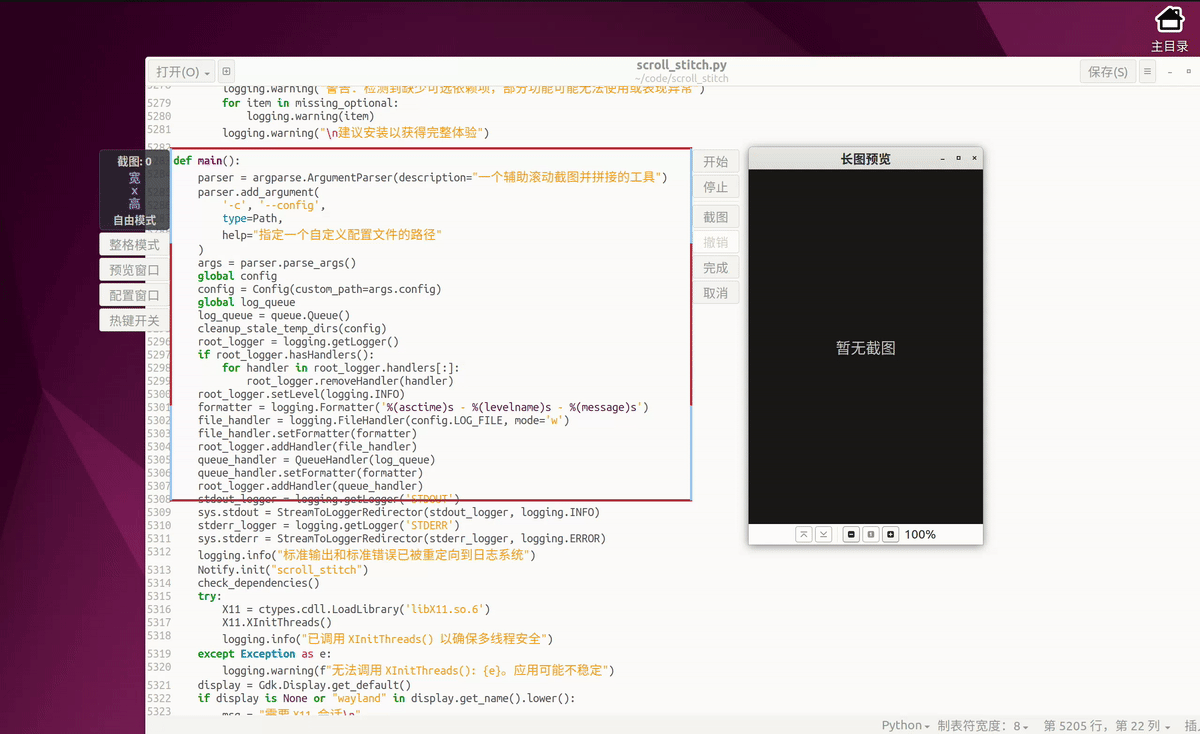 主目录
打开(O)
scroll_stitch.py
~/code/scroll_stitch
保存(S)
5278 logging.warning("警告：检测到缺少可选依赖项，部分功能可能无法使用或表现异常")
5279 for item in missing_optional:
5280 logging.warning(item)
5281 logging.warning("\n建议安装以获得完整体验")
5282
截图: 0
宽
x
高
自由模式
整格模式
预览窗口
配置窗口
热键开关
def main():
parser = argparse.ArgumentParser(description="一个辅助滚动截图并拼接的工具")
parser.add_argument(
'-c', '--config',
type=Path,
help="指定一个自定义配置文件的路径"
)
args = parser.parse_args()
global config
config = Config(custom_path=args.config)
global log_queue
log_queue = queue.Queue()
cleanup_stale_temp_dirs(config)
5296 root_logger = logging.getLogger()
5297 if root_logger.hasHandlers():
5298 for handler in root_logger.handlers[:]:
5299 root_logger.removeHandler(handler)
5300 root_logger.setLevel(logging.INFO)
5301 formatter = logging.Formatter('%(asctime)s - %(levelname)s - %(message)s')
5302 file_handler = logging.FileHandler(config.LOG_FILE, mode='w')
5303 file_handler.setFormatter(formatter)
5304 root_logger.addHandler(file_handler)
5305 queue_handler = QueueHandler(log_queue)
5306 queue_handler.setFormatter(formatter)
5307 root_logger.addHandler(queue_handler)
5308 stdout_logger = logging.getLogger('STDOUT')
5309 sys.stdout = StreamToLoggerRedirector(stdout_logger, logging.INFO)
5310 stderr_logger = logging.getLogger('STDERR')
5311 sys.stderr = StreamToLoggerRedirector(stderr_logger, logging.ERROR)
5312 logging.info("标准输出和标准错误已被重定向到日志系统")
5313 Notify.init("scroll_stitch")
5314 check_dependencies()
5315 try:
5316 X11 = ctypes.cdll.LoadLibrary('libX11.so.6')
5317 X11.XInitThreads()
5318 logging.info("已调用 XInitThreads() 以确保多线程安全")
5319 except Exception as e:
5320 logging.warning(f"无法调用 XInitThreads(): {e}。应用可能不稳定")
5321 display = Gdk.Display.get_default()
5322 if display is None or "wayland" in display.get_name().lower():
5323 msg = "需要 X11 会话\n"
开始
停止
截图
撤销
完成
取消
长图预览
暂无截图
100%
Python
制表符宽度：8
第 5205 行，第 22 列
插